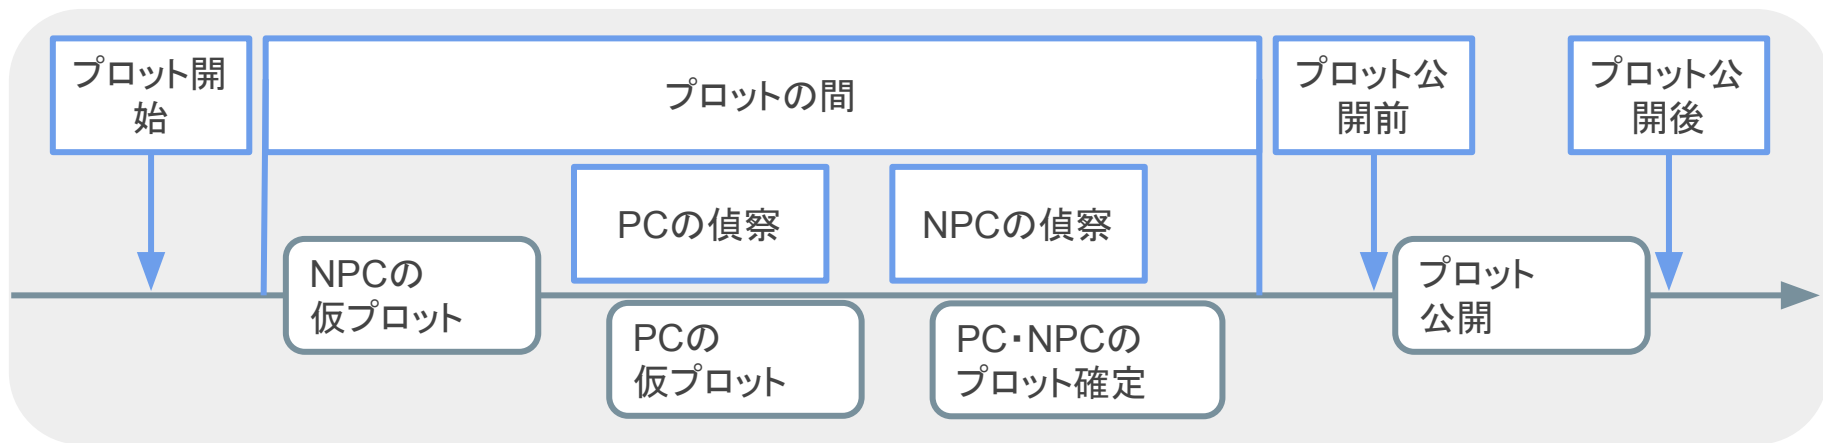 プロット開
始
プロットの間
プロット公
開前
プロット公
開後
PCの偵察
NPCの偵察
NPCの
仮プロット
PCの
仮プロット
PC・NPCの
プロット確定
プロット
公開